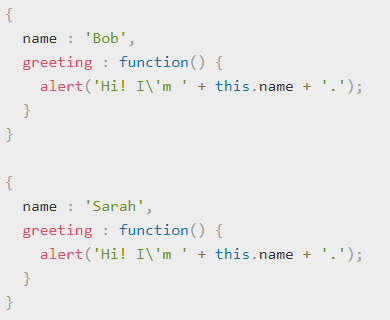 {
  name : 'Bob',
  greeting : function() {
    alert('Hi! I\'m ' + this.name + '.');
  }
}

{
  name : 'Sarah',
  greeting : function() {
    alert('Hi! I\'m ' + this.name + '.');
  }
}